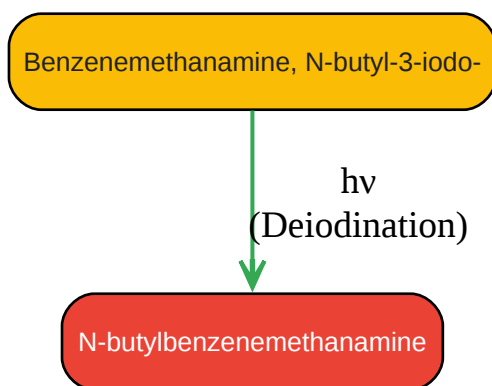 Benzenemethanamine, N-butyl-3-iodo-
hν
(Deiodination)
N-butylbenzenemethanamine